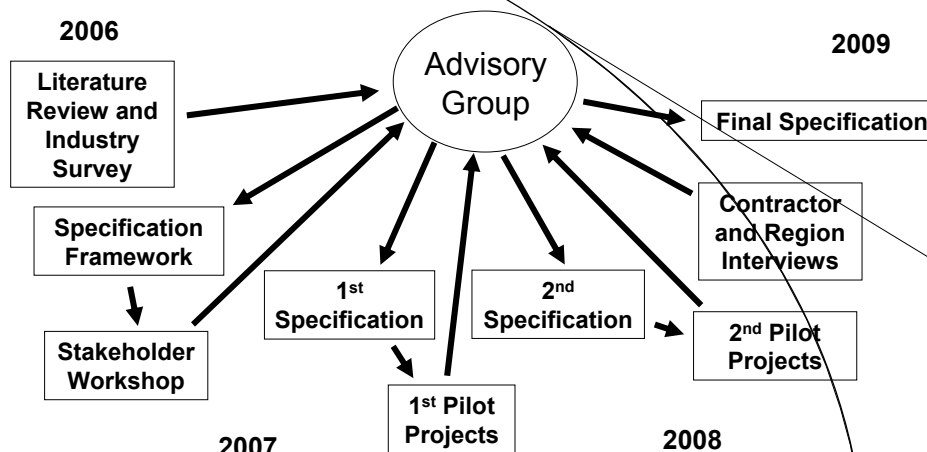 2006
Literature
Review and
Industry
Survey
Advisory
Group
2009
Final Specification
Specification
Framework
Contractor
and Region
Interviews
1st
Specification
2nd
Specification
Stakeholder
Workshop
2nd Pilot
Projects
1st Pilot
Projects
2007
2008